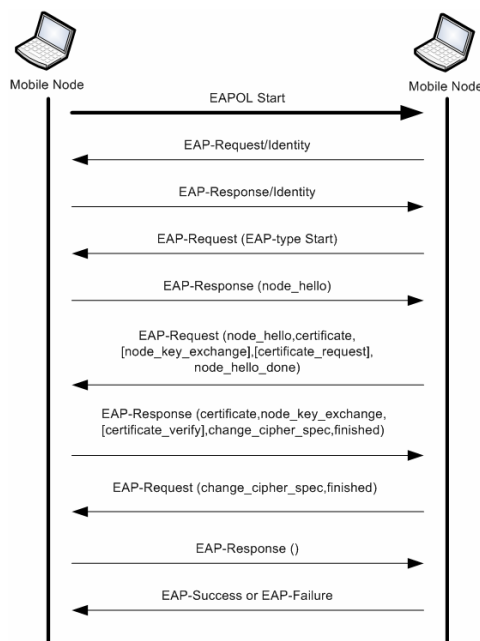 Mobile Node
Mobile Node
EAPOL Start
EAP-Request/Identity
EAP-Response/Identity
EAP-Request (EAP-type Start)
EAP-Response (node_hello)
EAP-Request (node_hello,certificate,
[node_key_exchange],[certificate_request],
node_hello_done)
EAP-Response (certificate,node_key_exchange,
[certificate_verify],change_cipher_spec,finished)
EAP-Request (change_cipher_spec,finished)
EAP-Response ()
EAP-Success or EAP-Failure